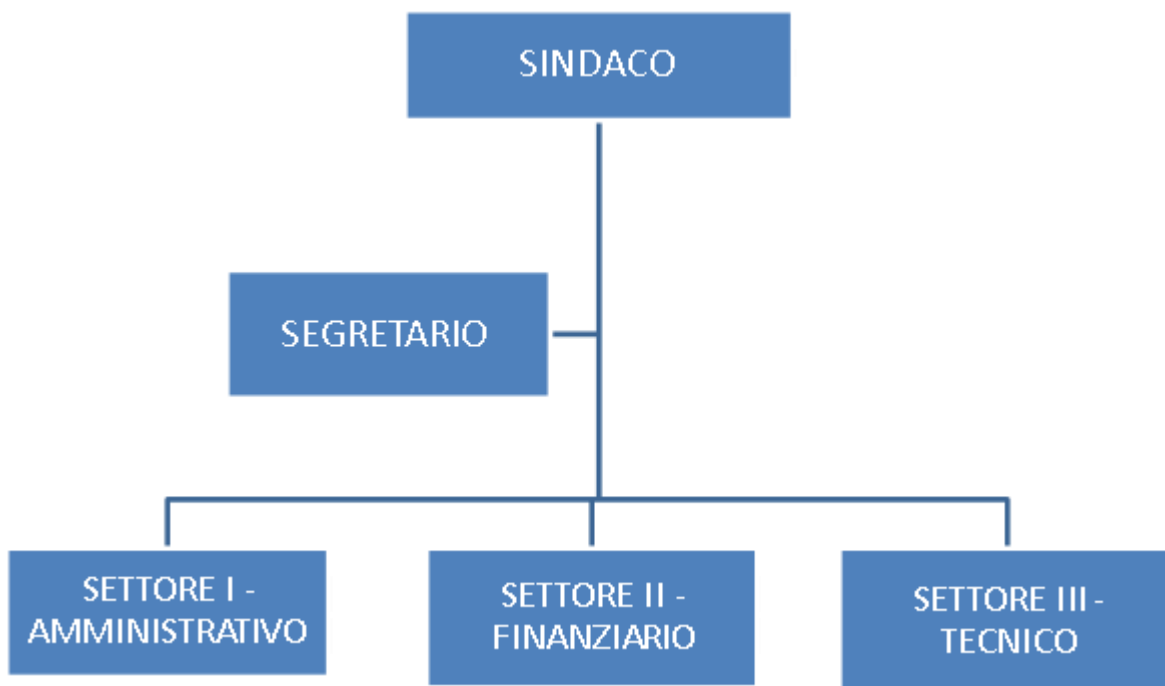 SINDACO
SEGRETARIO
SETTORE I -
AMMINISTRATIVO
SETTORE II -
FINANZIARIO
SETTORE III -
TECNICO